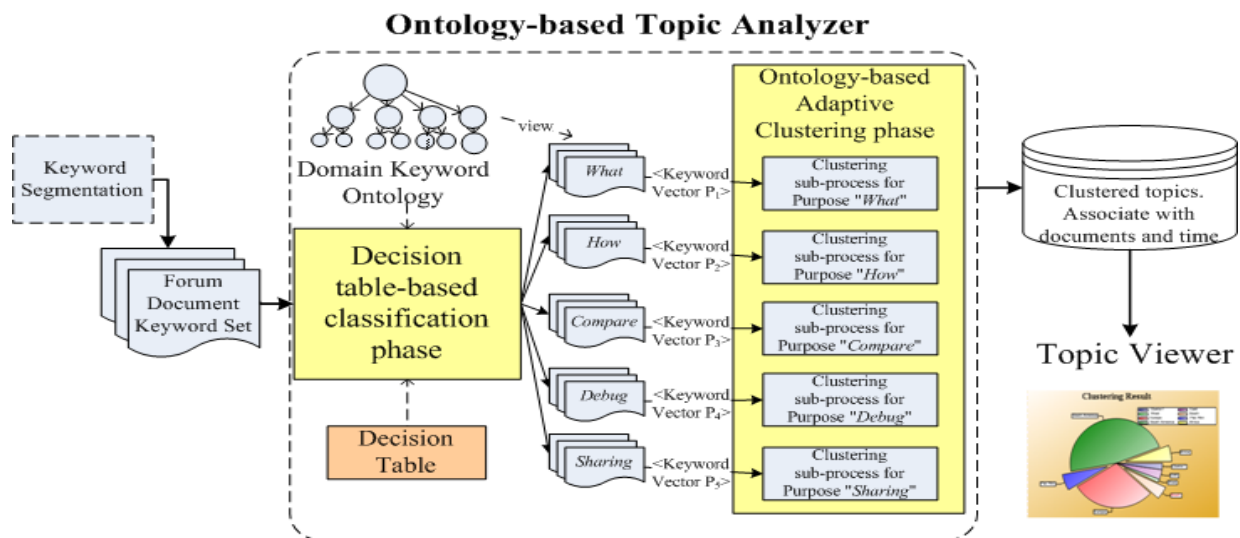 Ontology-based Topic Analyzer
Keyword
Segmentation
Forum
Document
Keyword Set
Domain Keyword
Ontology
view
Decision
table-based
classification
phase
Decision
Table
What
<Keyword
Vector P₁>
How
<Keyword
Vector P₂>
Compare
<Keyword
Vector P₃>
Debug
<Keyword
Vector P₄>
Sharing
<Keyword
Vector P₅>
Ontology-based
Adaptive
Clustering phase
Clustering
sub-process for
Purpose "What"
Clustering
sub-process for
Purpose "How"
Clustering
sub-process for
Purpose "Compare"
Clustering
sub-process for
Purpose "Debug"
Clustering
sub-process for
Purpose "Sharing"
Clustered topics.
Associate with
documents and time
Topic Viewer
Clustering Result